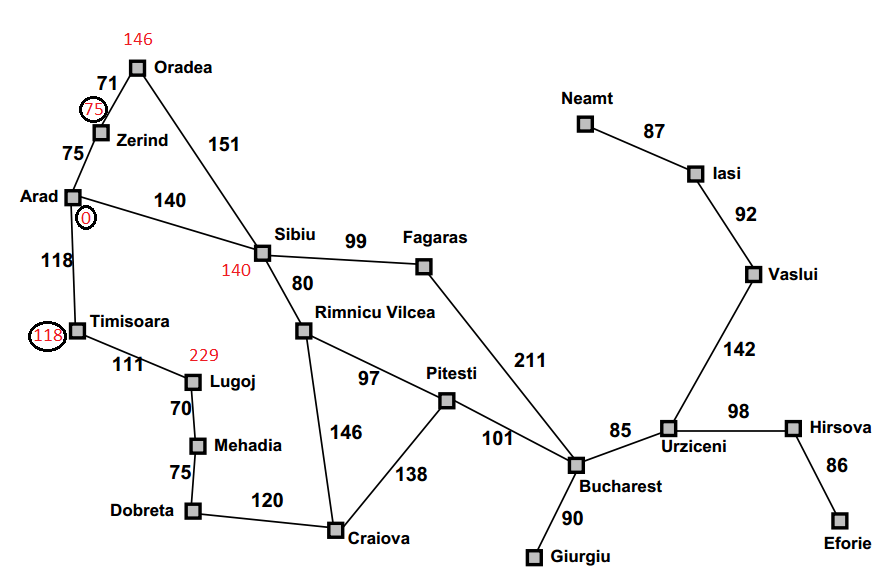 146
Oradea
71
75
Zerind
Neamt
87
151
75
Iasi
Arad
140
0
92
Sibiu
99
Fagaras
118
140
80
Vaslui
Rimnicu Vilcea
Timisoara
118
142
111
229
97
Pitesti
211
Lugoj
70
98
146
101
85
Hirsova
Mehadia
Urziceni
75
138
86
Bucharest
Dobreta
120
90
Craiova
Eforie
Giurgiu